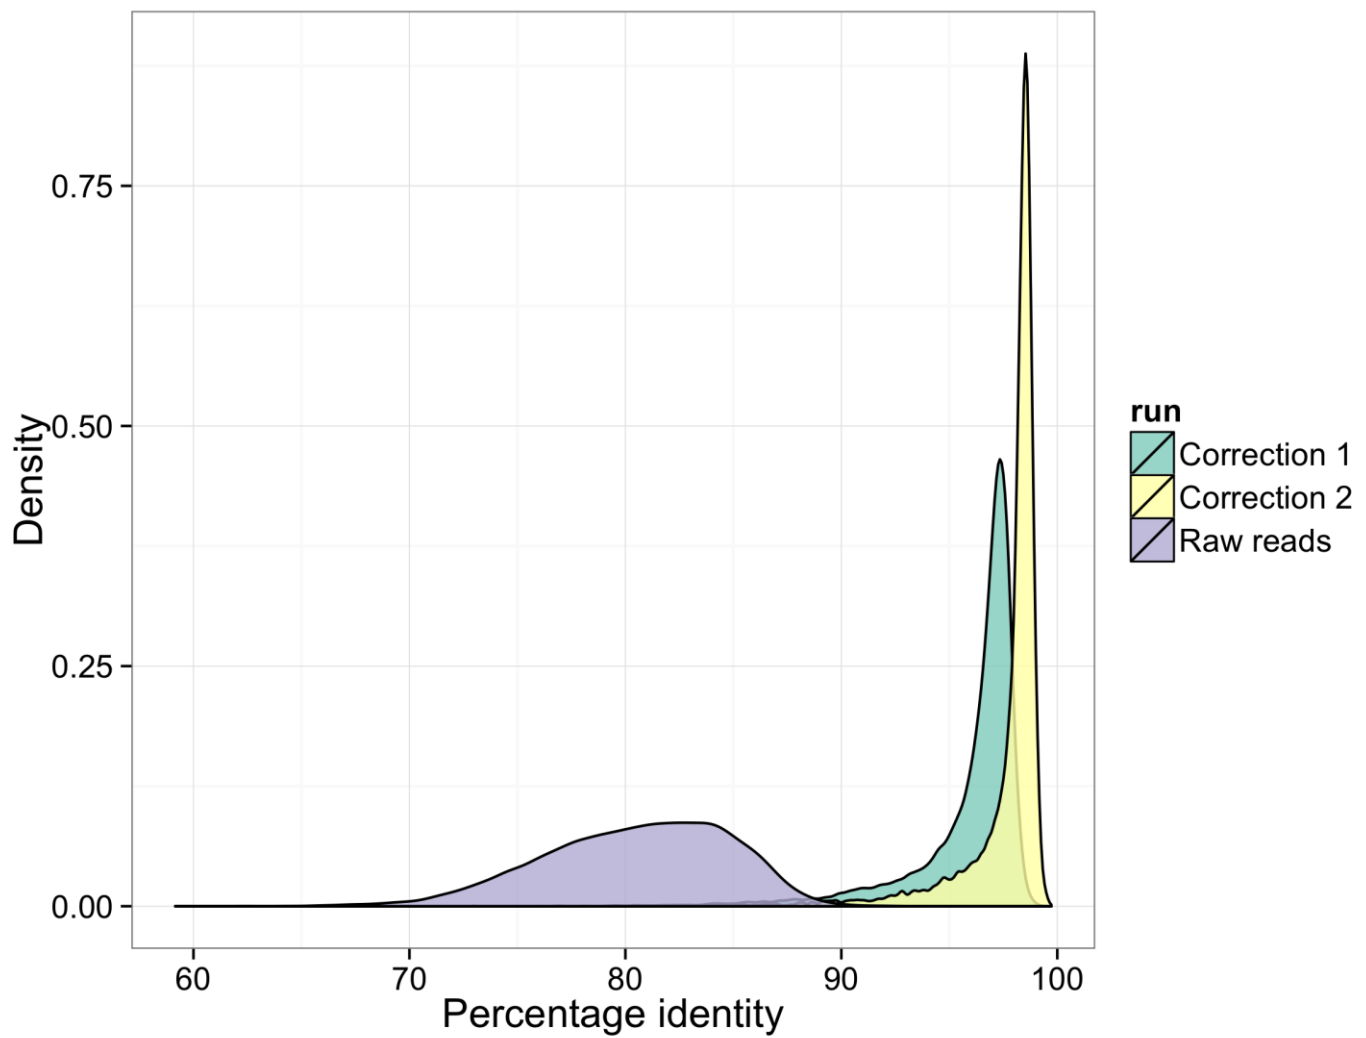 0.75
0.50
0.25
0.00
Density
60 70 80 90 100
Percentage identity
run
Correction 1
Correction 2
Raw reads